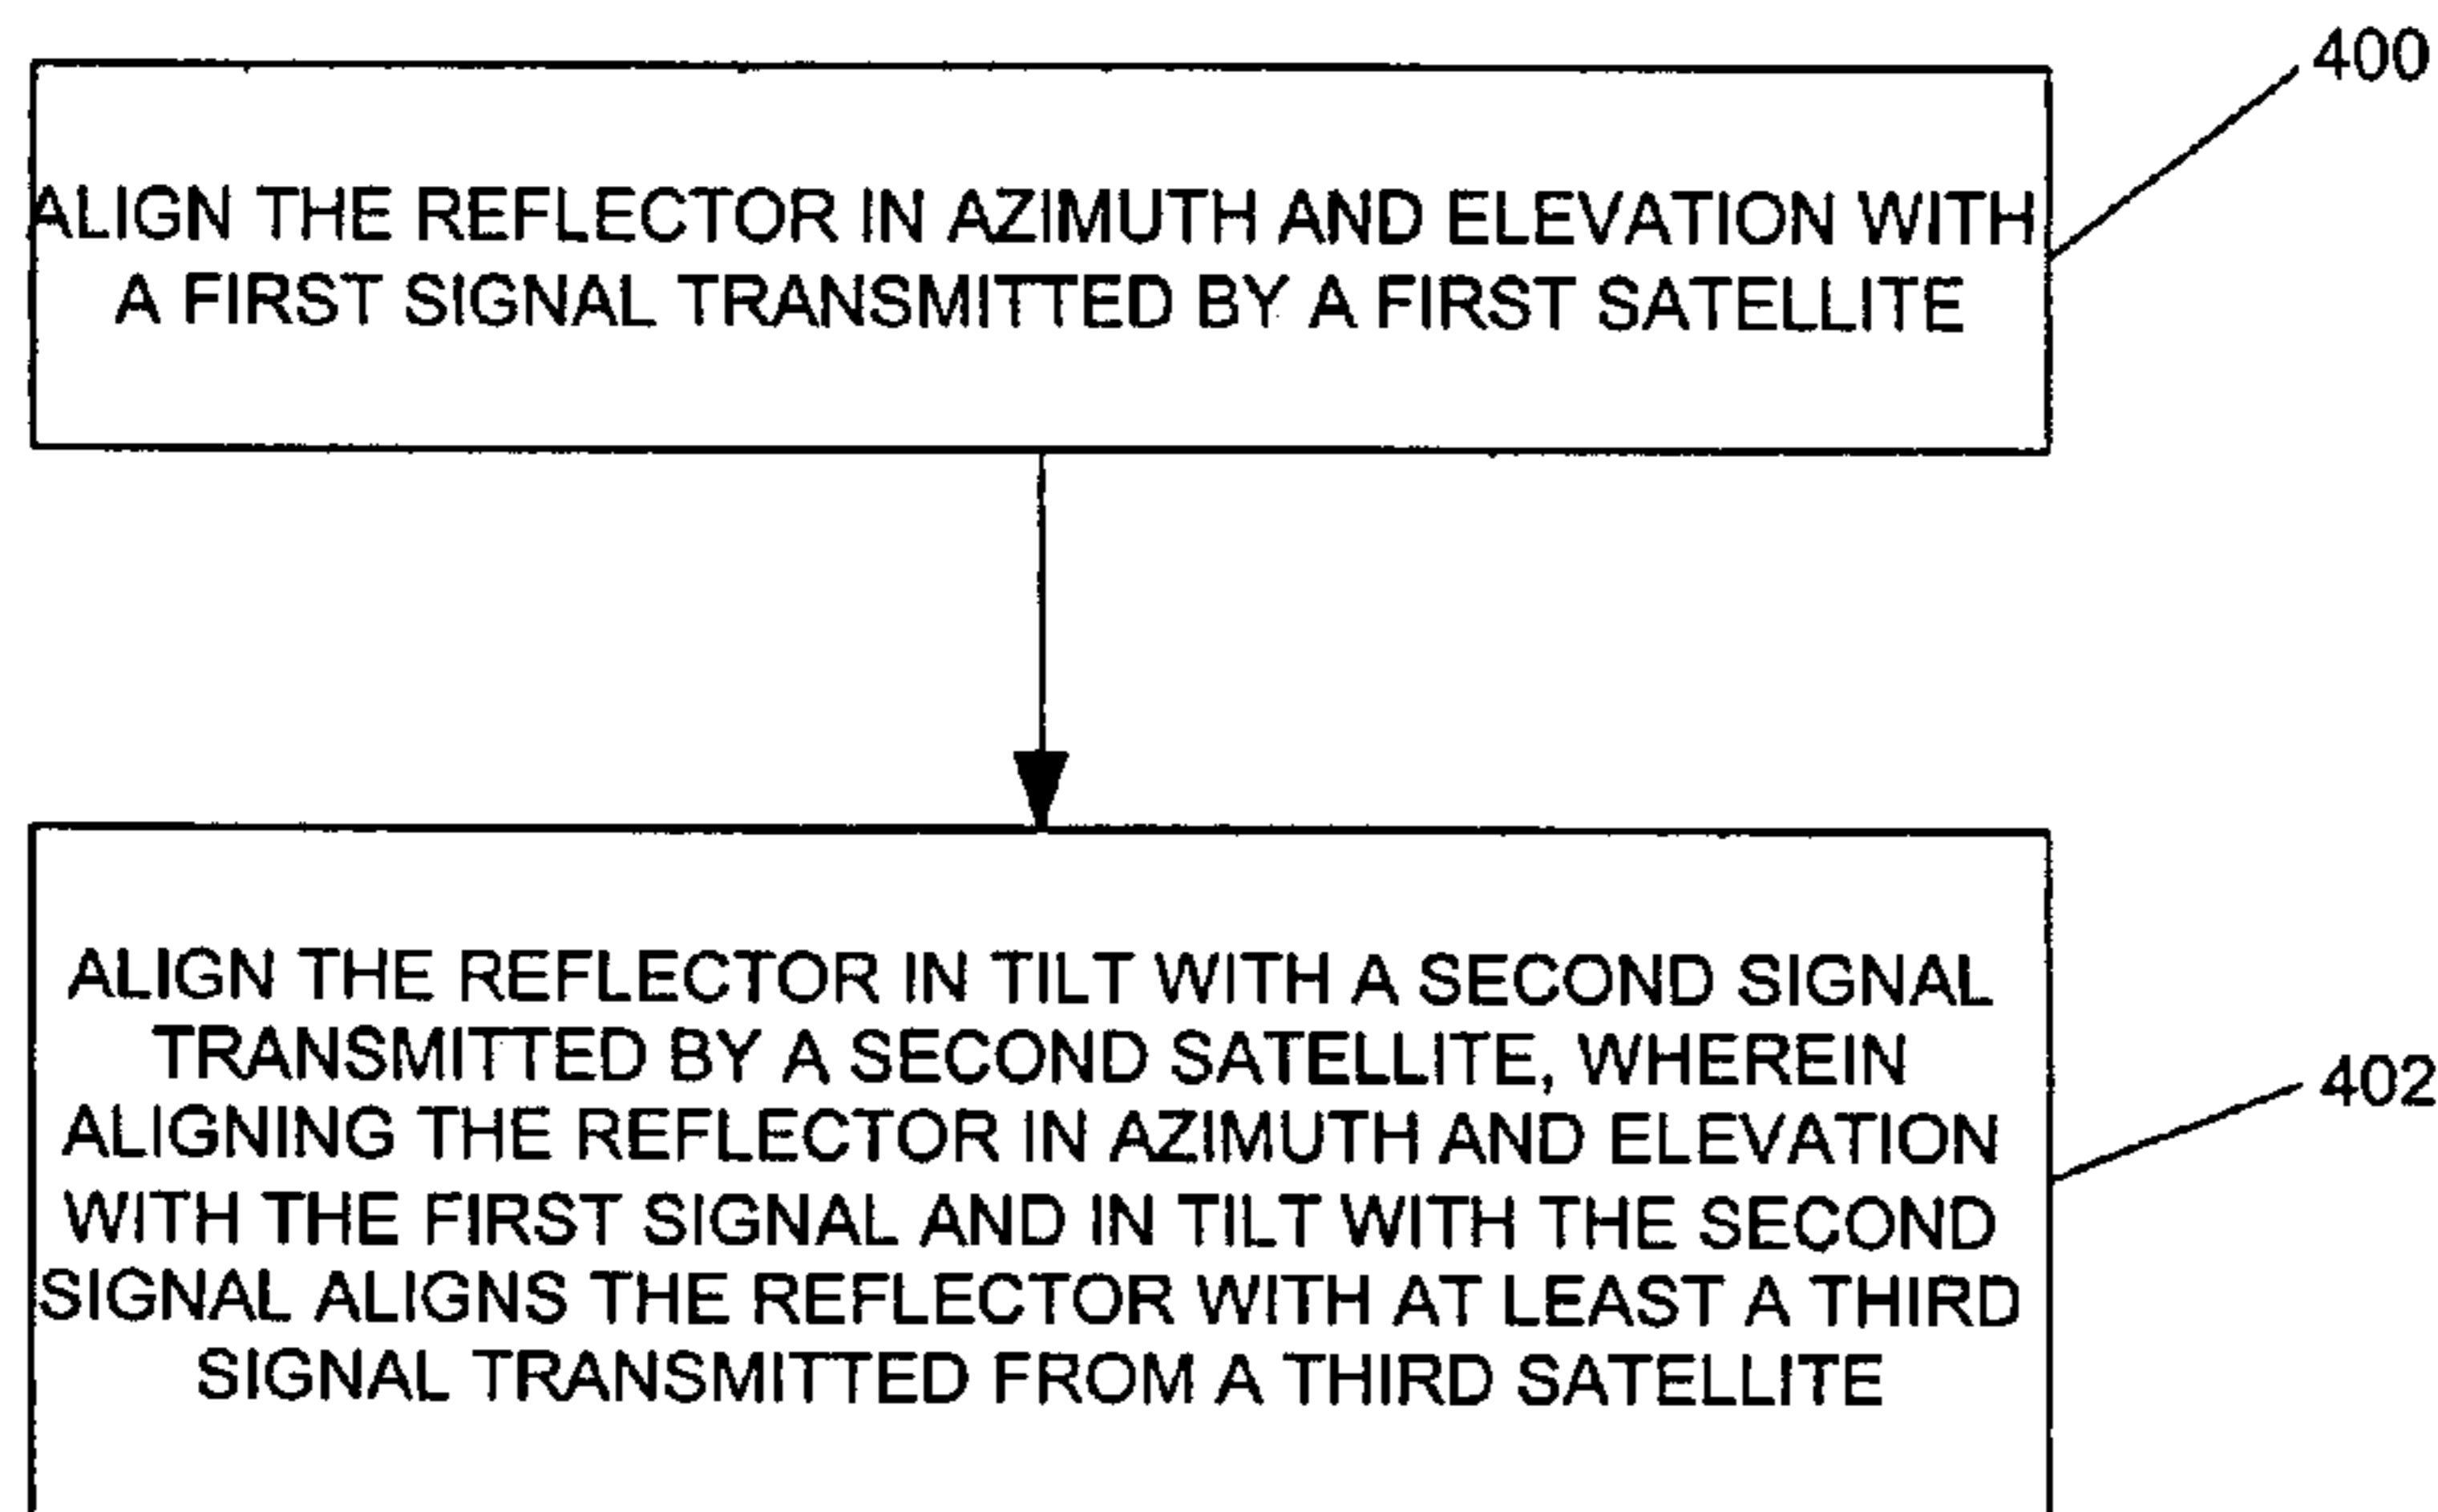 400
ALIGN THE REFLECTOR IN AZIMUTH AND ELEVATION WITH
A FIRST SIGNAL TRANSMITTED BY A FIRST SATELLITE
ALIGN THE REFLECTOR IN TILT WITH A SECOND SIGNAL
TRANSMITTED BY A SECOND SATELLITE, WHEREIN
ALIGNING THE REFLECTOR IN AZIMUTH AND ELEVATION
WITH THE FIRST SIGNAL AND IN TILT WITH THE SECOND
SIGNAL ALIGNS THE REFLECTOR WITH AT LEAST A THIRD
SIGNAL TRANSMITTED FROM A THIRD SATELLITE
402